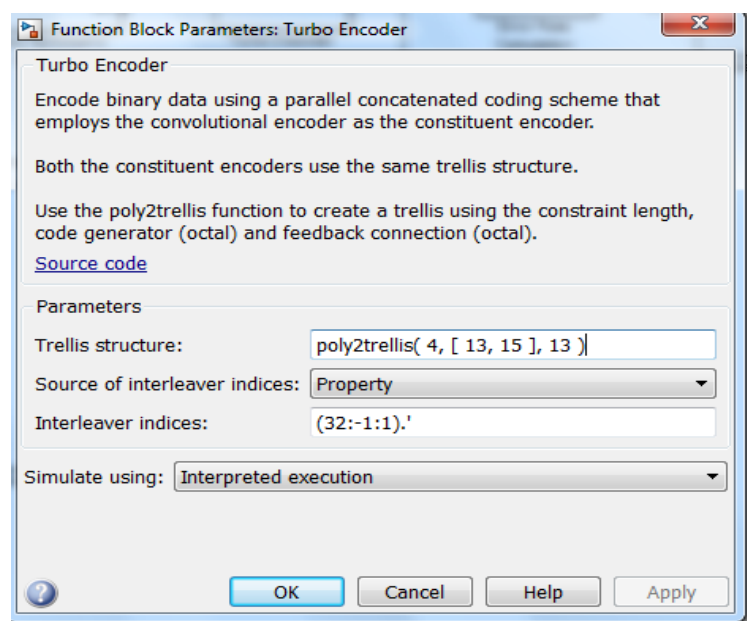 Function Block Parameters: Turbo Encoder
Turbo Encoder
Encode binary data using a parallel concatenated coding scheme that
employs the convolutional encoder as the constituent encoder.
Both the constituent encoders use the same trellis structure.
Use the poly2trellis function to create a trellis using the constraint length,
code generator (octal) and feedback connection (octal).
Source code
Parameters
Trellis structure: poly2trellis( 4, [ 13, 15 ], 13 )
Source of interleaver indices: Property
Interleaver indices: (32:-1:1).'
Simulate using: Interpreted execution
OK Cancel Help Apply